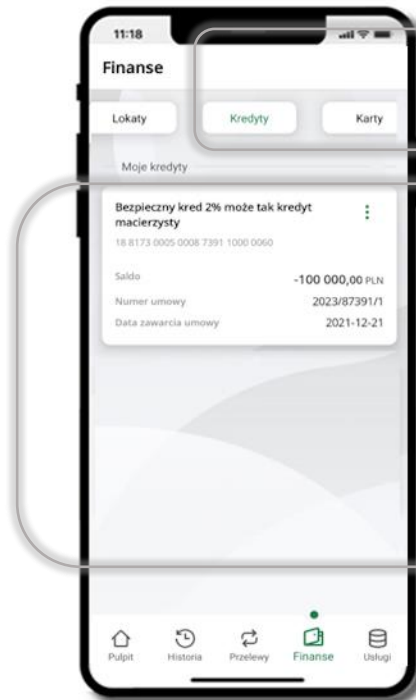 11:18
Finanse
Lokaty Kredyty Karty
Moje kredyty
Bezpieczny kred 2% może tak kredyt
macierzysty
18 8173 0005 0008 7391 1000 0060
Saldo -100 000,00 PLN
Numer umowy 2023/87391/1
Data zawarcia umowy 2021-12-21
Pulpit Historia Przelewy Finanse Usługi